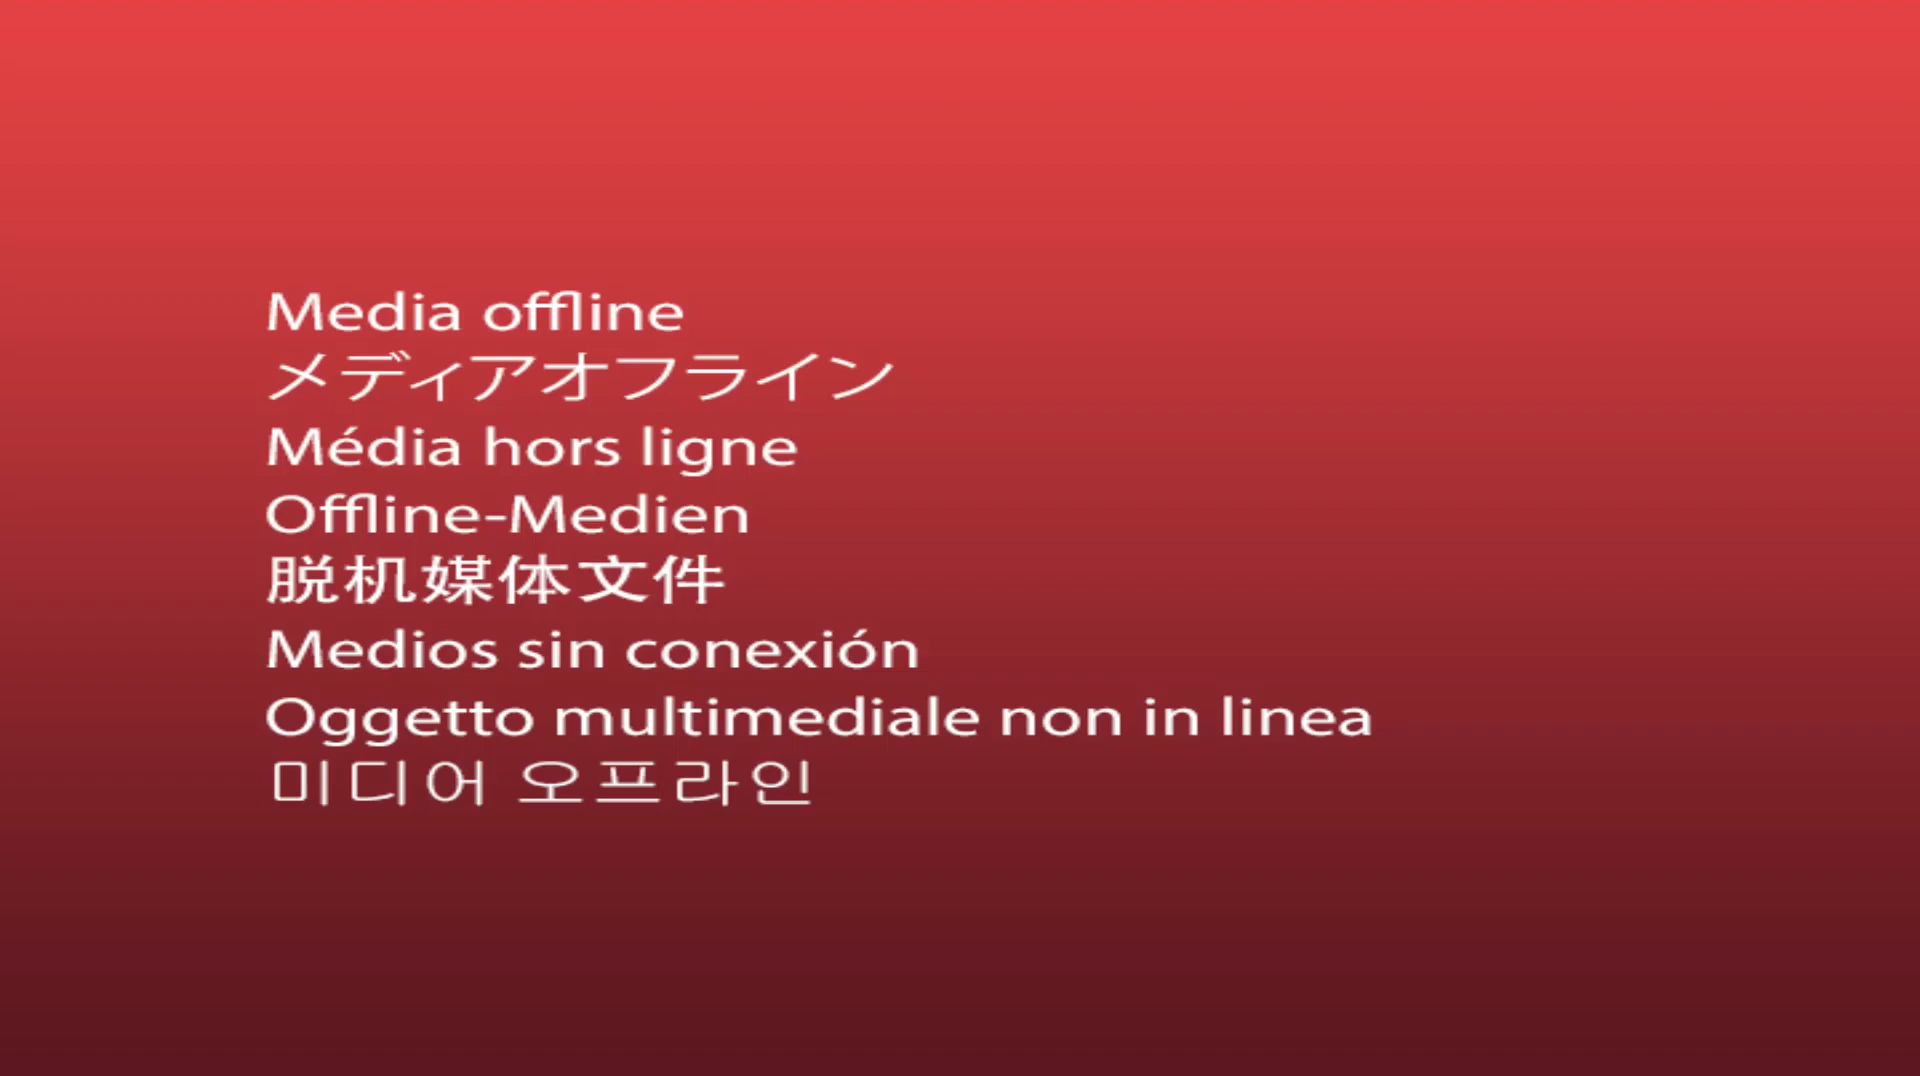 Media offline
メディアオフライン
Média hors ligne
Offline-Medien
脱机媒体文件
Medios sin conexión
Oggetto multimediale non in linea
미디어 오프라인